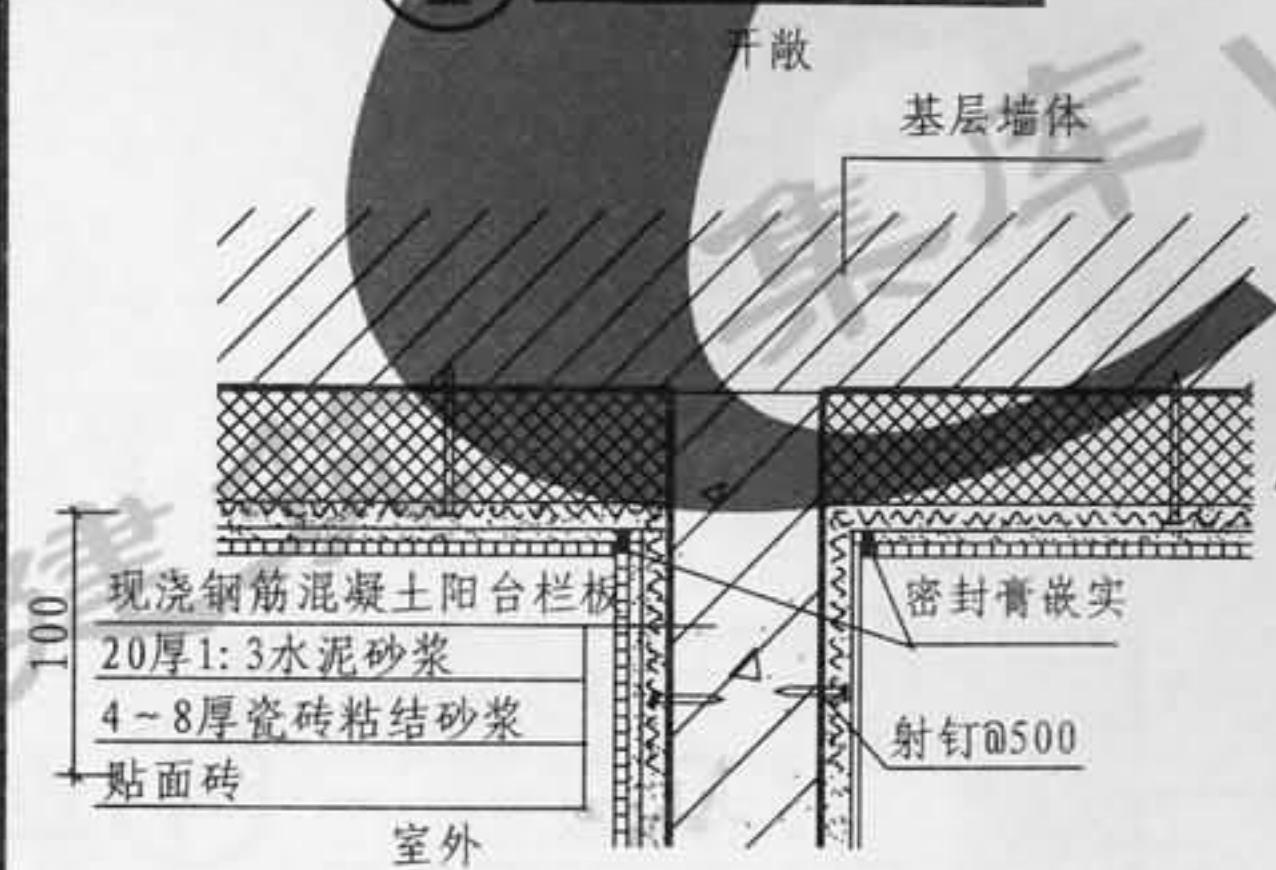 开敞
基层墙体
现浇钢筋混凝土阳台栏板
20厚1:3水泥砂浆
4~8厚瓷砖粘结砂浆
贴面砖
100
室外
密封膏嵌实
射钉@500